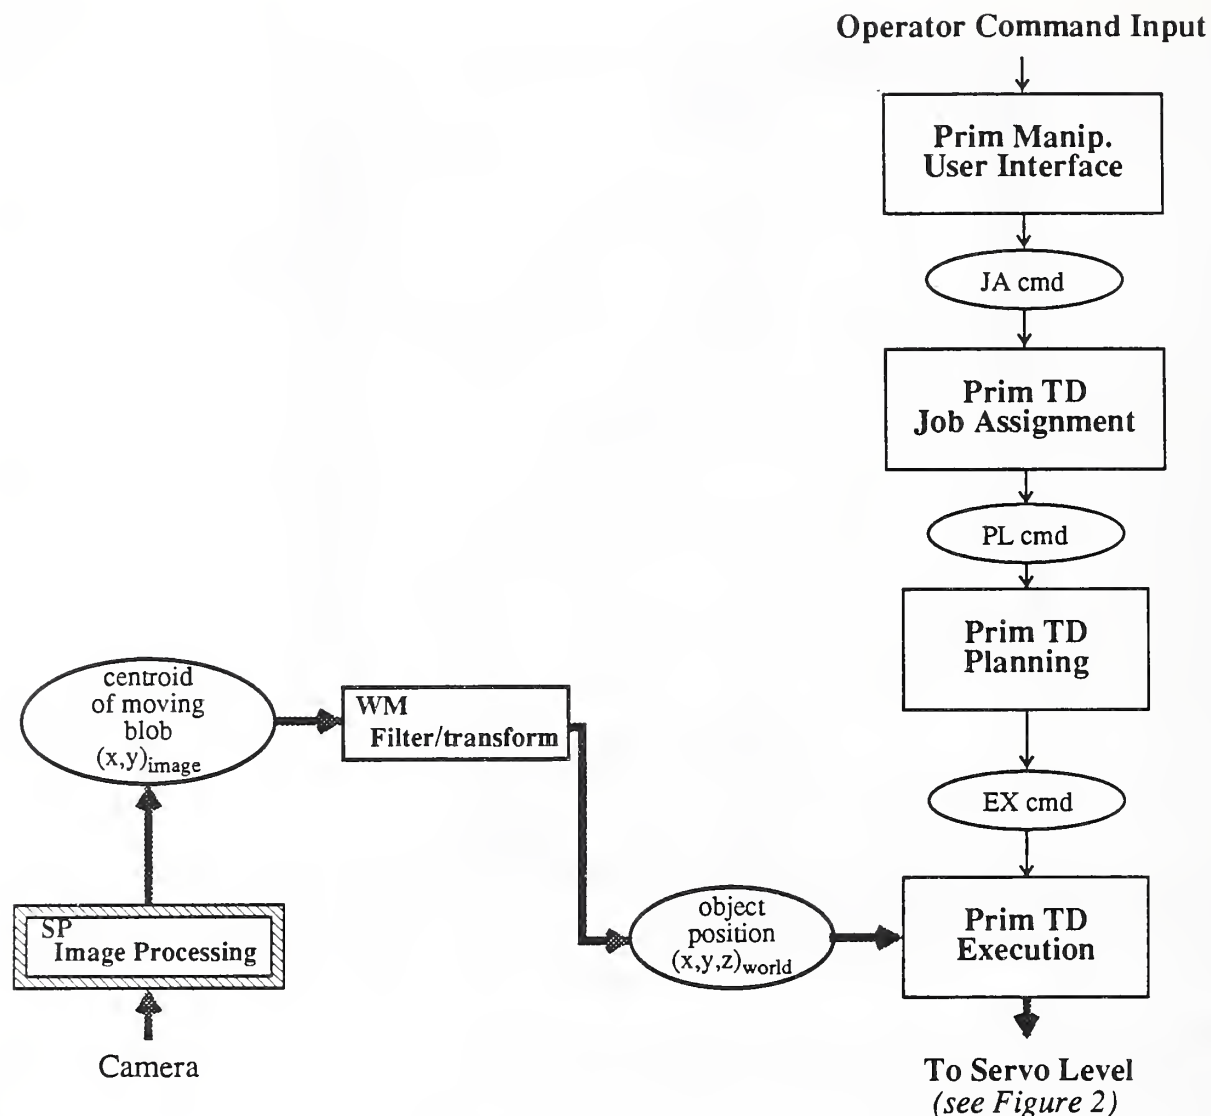 Operator Command Input
Prim Manip.
User Interface
JA cmd
Prim TD
Job Assignment
PL cmd
Prim TD
Planning
centroid
of moving
blob
(x,y)image
WM
Filter/transform
EX cmd
SP
Image Processing
object
position
(x,y,z)world
Prim TD
Execution
Camera
To Servo Level
(see Figure 2)